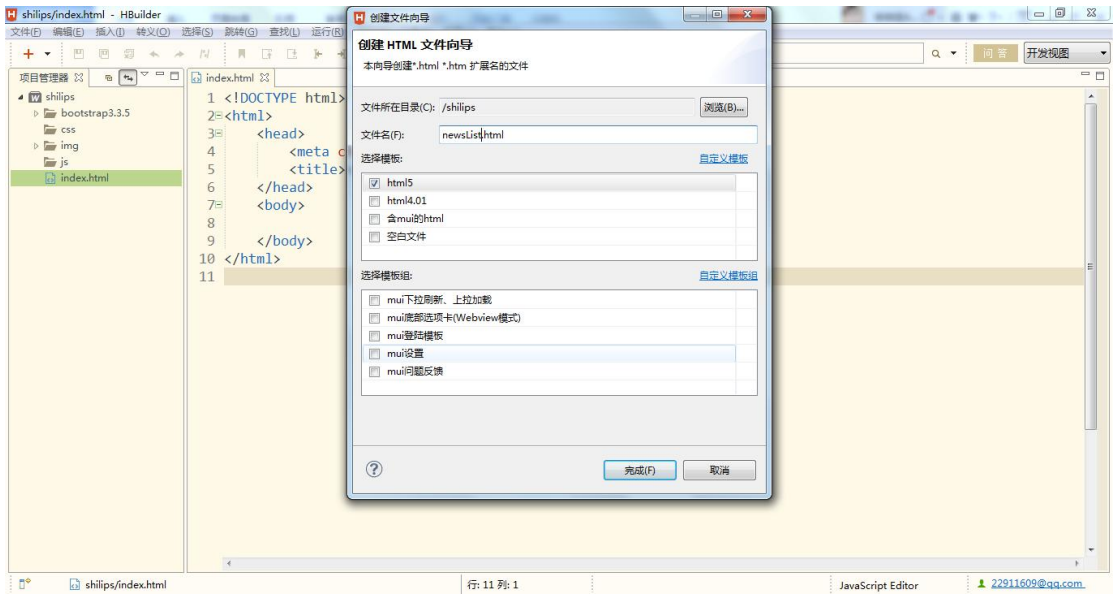 shilips/index.html - HBuilder
文件(F) 编辑(E) 插入(I) 转义(O) 选择(S) 跳转(G) 查找(L) 运行(R)
问 答 开发视图
项目管理器
shilips
bootstrap3.3.5
css
img
js
index.html
index.html
1 <!DOCTYPE html>
2 <html>
3 <head>
4 <meta c
5 <title>
6 </head>
7 <body>
8
9 </body>
10 </html>
11
创建文件向导
创建 HTML 文件向导
本向导创建*.html *.htm 扩展名的文件
文件所在目录(C): /shilips 浏览(B)...
文件名(F): newsList.html
选择模板: 自定义模板
html5
html4.01
含mui的html
空白文件
选择模板组: 自定义模板组
mui下拉刷新、上拉加载
mui底部选项卡(Webview模式)
mui登陆模板
mui设置
mui问题反馈
完成(F) 取消
shilips/index.html 行: 11 列: 1 JavaScript Editor 22911609@qq.com